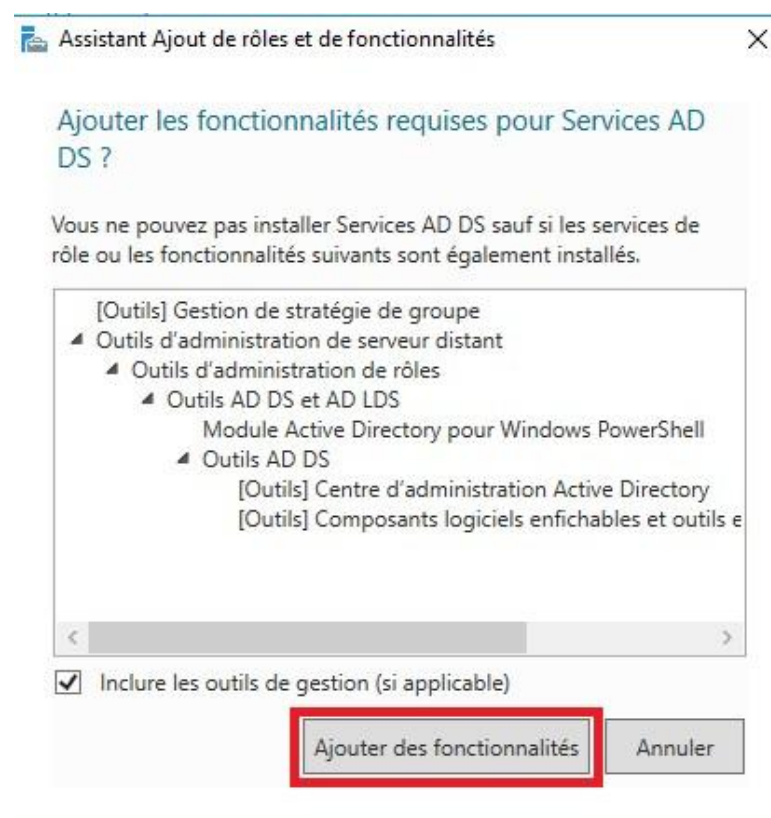 Assistant Ajout de rôles et de fonctionnalités
Ajouter les fonctionnalités requises pour Services AD
DS ?
Vous ne pouvez pas installer Services AD DS sauf si les services de
rôle ou les fonctionnalités suivants sont également installés.
[Outils] Gestion de stratégie de groupe
Outils d'administration de serveur distant
Outils d'administration de rôles
Outils AD DS et AD LDS
Module Active Directory pour Windows PowerShell
Outils AD DS
[Outils] Centre d'administration Active Directory
[Outils] Composants logiciels enfichables et outils e
Inclure les outils de gestion (si applicable)
Ajouter des fonctionnalités
Annuler